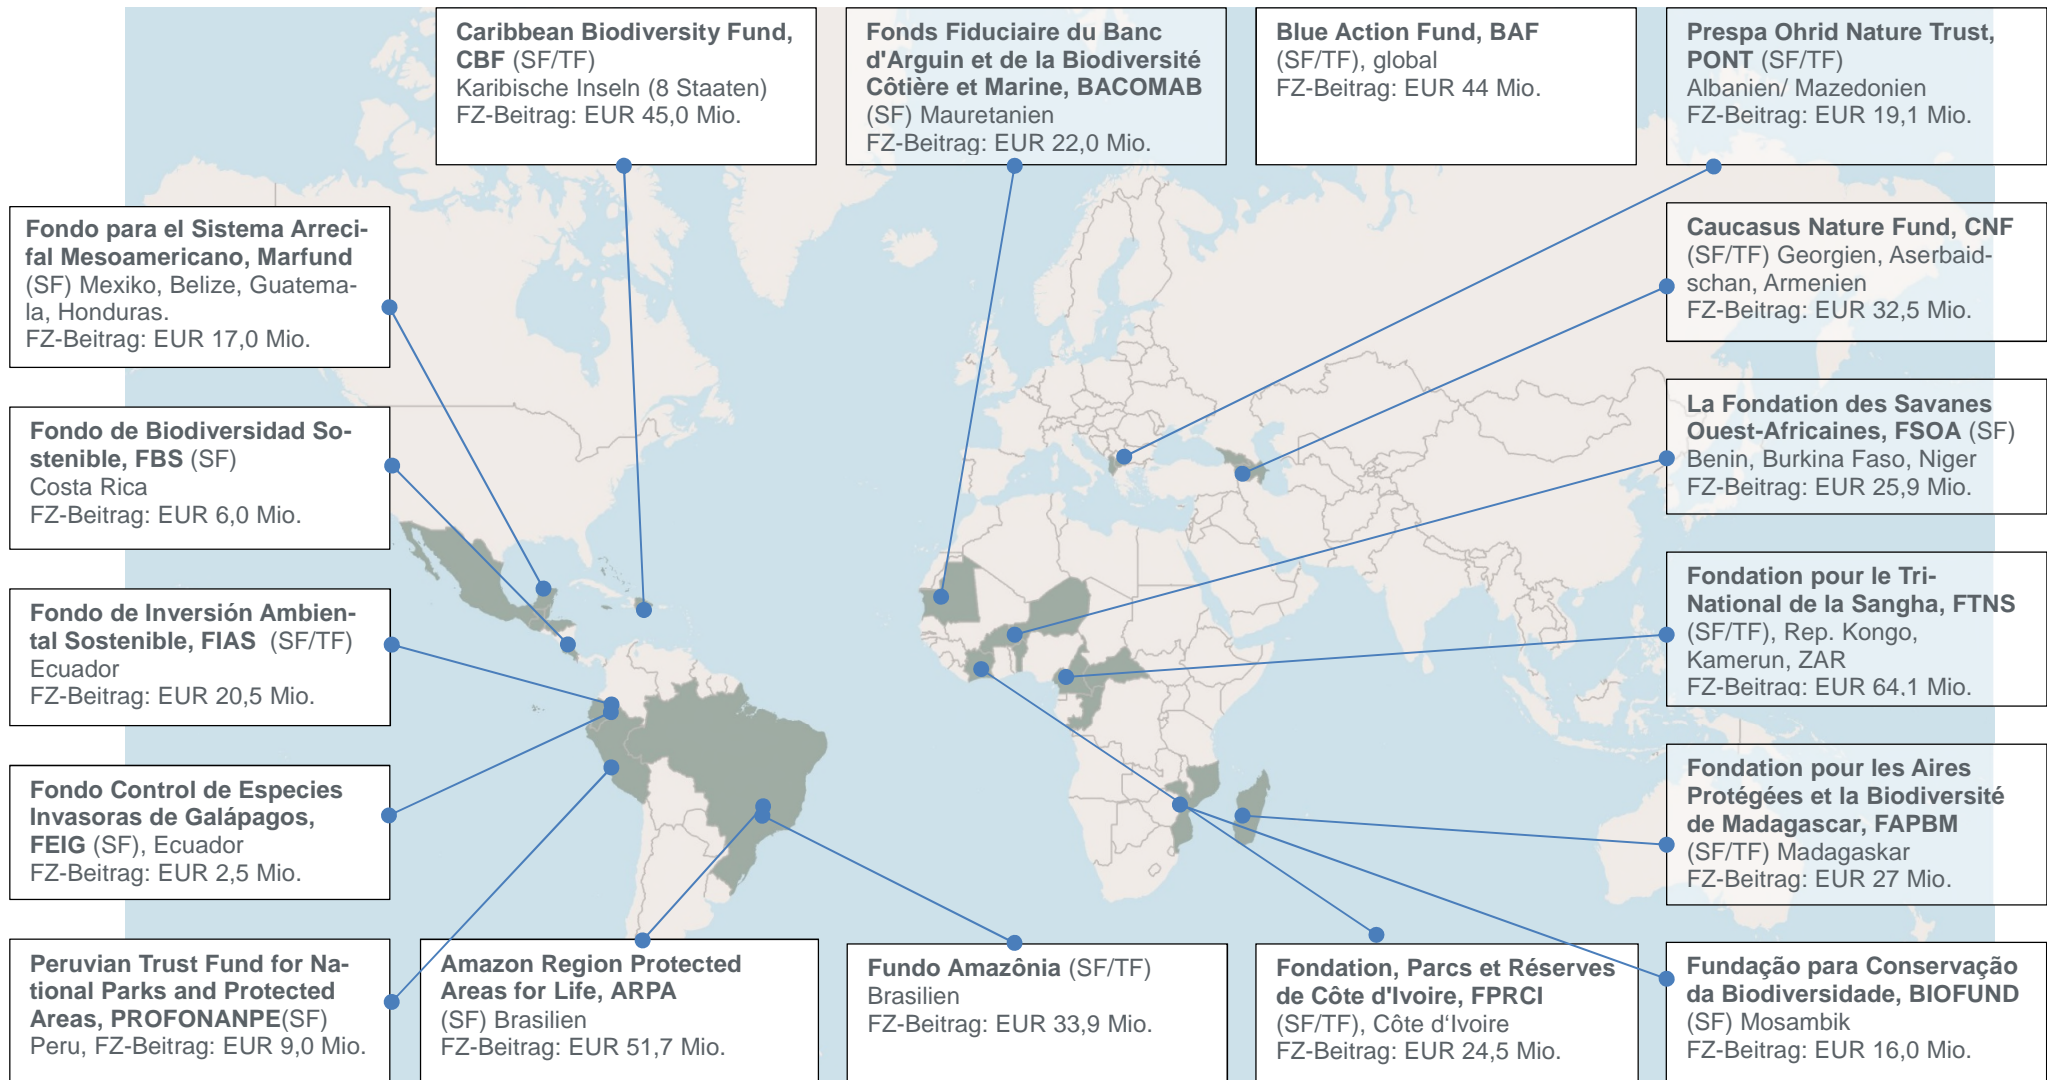 Caribbean Biodiversity Fund,
CBF (SF/TF)
Karibische Inseln (8 Staaten)
FZ-Beitrag: EUR 45,0 Mio.
Fonds Fiduciaire du Banc
d'Arguin et de la Biodiversité
Côtière et Marine, BACOMAB
(SF) Mauretanien
FZ-Beitrag: EUR 22,0 Mio.
Blue Action Fund, BAF
(SF/TF), global
FZ-Beitrag: EUR 44 Mio.
Prespa Ohrid Nature Trust,
PONT (SF/TF)
Albanien/ Mazedonien
FZ-Beitrag: EUR 19,1 Mio.
Fondo para el Sistema Arreci-
fal Mesoamericano, Marfund
(SF) Mexiko, Belize, Guatema-
la, Honduras.
FZ-Beitrag: EUR 17,0 Mio.
Caucasus Nature Fund, CNF
(SF/TF) Georgien, Aserbaid-
schan, Armenien
FZ-Beitrag: EUR 32,5 Mio.
Fondo de Biodiversidad So-
stenible, FBS (SF)
Costa Rica
FZ-Beitrag: EUR 6,0 Mio.
La Fondation des Savanes
Ouest-Africaines, FSOA (SF)
Benin, Burkina Faso, Niger
FZ-Beitrag: EUR 25,9 Mio.
Fondo de Inversión Ambien-
tal Sostenible, FIAS (SF/TF)
Ecuador
FZ-Beitrag: EUR 20,5 Mio.
Fondation pour le Tri-
National de la Sangha, FTNS
(SF/TF), Rep. Kongo,
Kamerun, ZAR
FZ-Beitrag: EUR 64,1 Mio.
Fondo Control de Especies
Invasoras de Galápagos,
FEIG (SF), Ecuador
FZ-Beitrag: EUR 2,5 Mio.
Fondation pour les Aires
Protégées et la Biodiversité
de Madagascar, FAPBM
(SF/TF) Madagaskar
FZ-Beitrag: EUR 27 Mio.
Peruvian Trust Fund for Na-
tional Parks and Protected
Areas, PROFONANPE(SF)
Peru, FZ-Beitrag: EUR 9,0 Mio.
Amazon Region Protected
Areas for Life, ARPA
(SF) Brasilien
FZ-Beitrag: EUR 51,7 Mio.
Fundo Amazônia (SF/TF)
Brasilien
FZ-Beitrag: EUR 33,9 Mio.
Fondation, Parcs et Réserves
de Côte d'Ivoire, FPRCI
(SF/TF), Côte d‘Ivoire
FZ-Beitrag: EUR 24,5 Mio.
Fundação para Conservação
da Biodiversidade, BIOFUND
(SF) Mosambik
FZ-Beitrag: EUR 16,0 Mio.